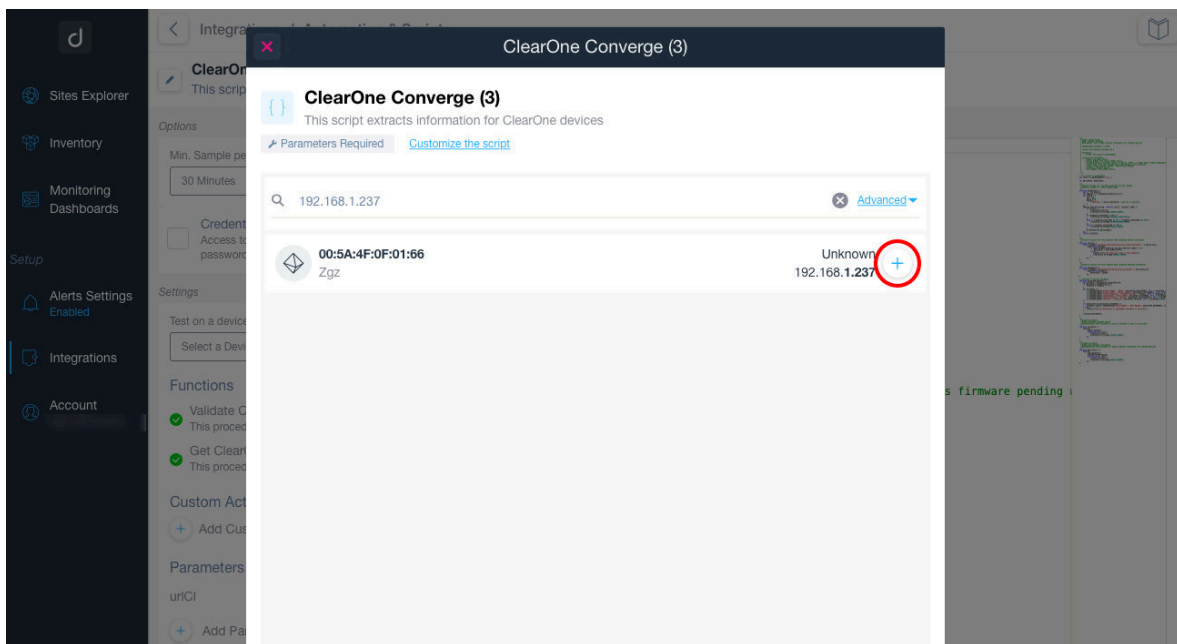 d
Sites Explorer
Inventory
Monitoring
Dashboards
Setup
Alerts Settings
Enabled
Integrations
Account
Integra
ClearOn
This scrip
Options
Min. Sample pe
30 Minutes
Credent
Access to
password
Settings
Test on a device
Select a Devi
Functions
Validate C
This proced
Get Clear
This proced
Custom Act
Add Cus
Parameters
urlCl
Add Pa
ClearOne Converge (3)
{ } ClearOne Converge (3)
This script extracts information for ClearOne devices
Parameters Required Customize the script
192.168.1.237 Advanced
00:5A:4F:0F:01:66 Unknown
Zgz 192.168.1.237
s firmware pending